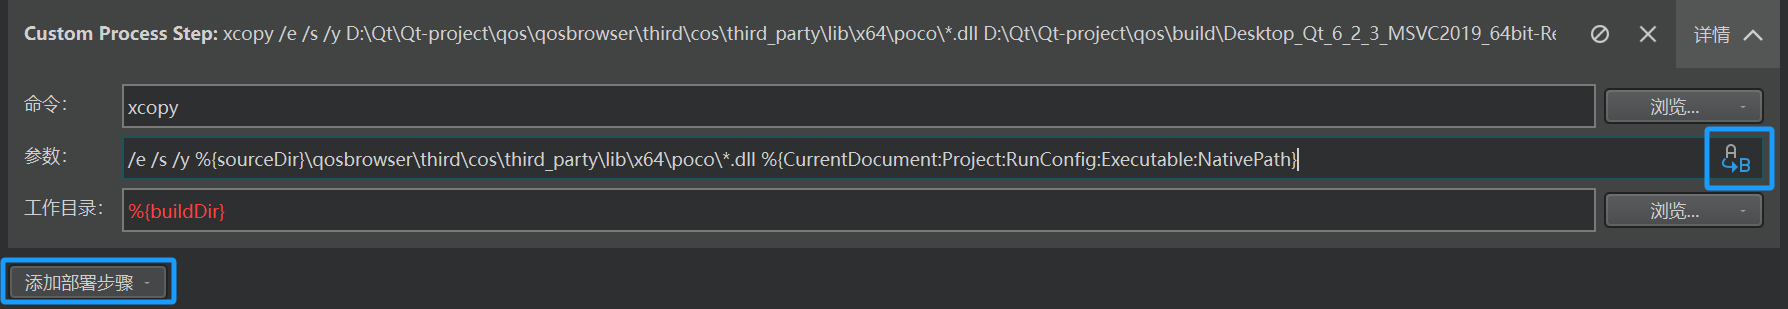 Custom Process Step: xcopy /e /s /y D:\Qt\Qt-project\qos\qosbrowser\third\cos\third_party\lib\x64\poco\*.dll D:\Qt\Qt-project\qos\build\Desktop_Qt_6_2_3_MSVC2019_64bit-Re 详情
命令: xcopy 浏览...
参数: /e /s /y %{sourceDir}\qosbrowser\third\cos\third_party\lib\x64\poco\*.dll %{CurrentDocument:Project:RunConfig:Executable:NativePath} A B
工作目录: %{buildDir} 浏览...
添加部署步骤